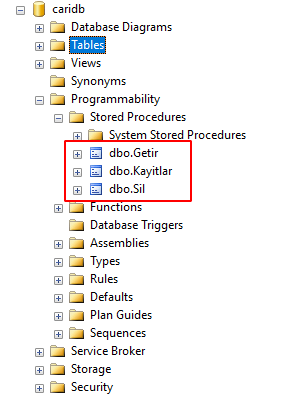 caridb
Database Diagrams
Tables
Views
Synonyms
Programmability
Stored Procedures
System Stored Procedures
dbo.Getir
dbo.Kayitlar
dbo.Sil
Functions
Database Triggers
Assemblies
Types
Rules
Defaults
Plan Guides
Sequences
Service Broker
Storage
Security